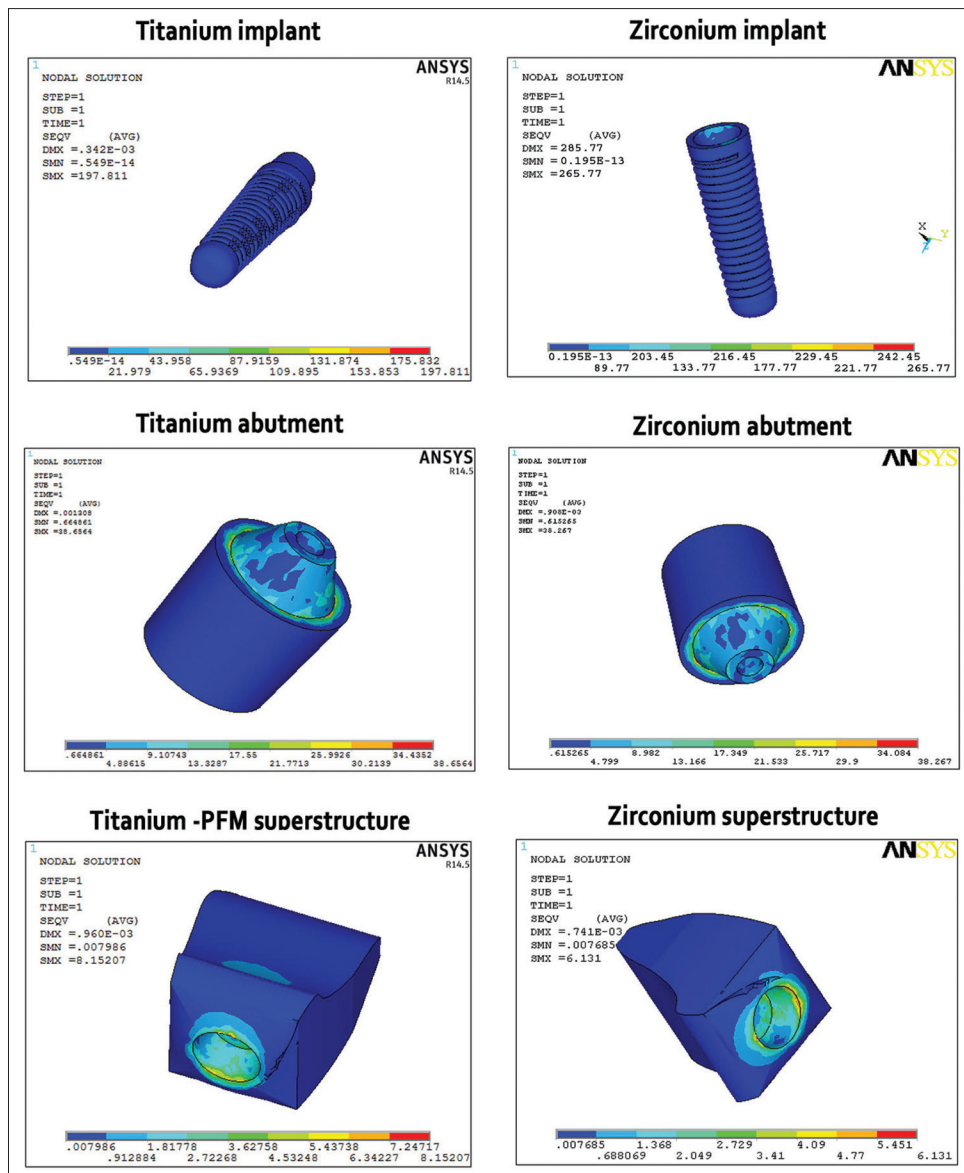 Titanium implant
1
NODAL SOLUTION
STEP=1
SUB =1
TIME=1
SEQV (AVG)
DMX =.342E-03
SMN =.549E-14
SMX =197.811
ANSYS
R14.5
.549E-14 43.958 87.9159 131.874 175.832
21.979 65.9369 109.895 153.853 197.811
Zirconium implant
1
NODAL SOLUTION
STEP=1
SUB =1
TIME=1
SEQV (AVG)
DMX = 285.77
SMN = 0.195E-13
SMX = 265.77
ANSYS
X
Y
Z
0.195E-13 203.45 216.45 229.45 242.45
89.77 133.77 177.77 221.77 265.77
Titanium abutment
1
NODAL SOLUTION
STEP=1
SUB =1
TIME=1
SEQV (AVG)
DMX =.001308
SMN =.664861
SMX =38.6564
ANSYS
R14.5
.664861 9.10743 17.55 25.9926 34.4352
4.88615 13.3287 21.7713 30.2139 38.6564
Zirconium abutment
1
NODAL SOLUTION
STEP=1
SUB =1
TIME=1
SEQV (AVG)
DMX =.908E-03
SMN =.615265
SMX =38.267
ANSYS
.615265 8.982 17.349 25.717 34.084
4.799 13.166 21.533 29.9 38.267
Titanium -PFM superstructure
1
NODAL SOLUTION
STEP=1
SUB =1
TIME=1
SEQV (AVG)
DMX =.960E-03
SMN =.007986
SMX =8.15207
ANSYS
R14.5
.007986 1.81778 3.62758 5.43738 7.24717
.912884 2.72268 4.53248 6.34227 8.15207
Zirconium superstructure
1
NODAL SOLUTION
STEP=1
SUB =1
TIME=1
SEQV (AVG)
DMX =.741E-03
SMN =.007685
SMX =6.131
ANSYS
.007685 1.368 2.729 4.09 5.451
.688069 2.049 3.41 4.77 6.131